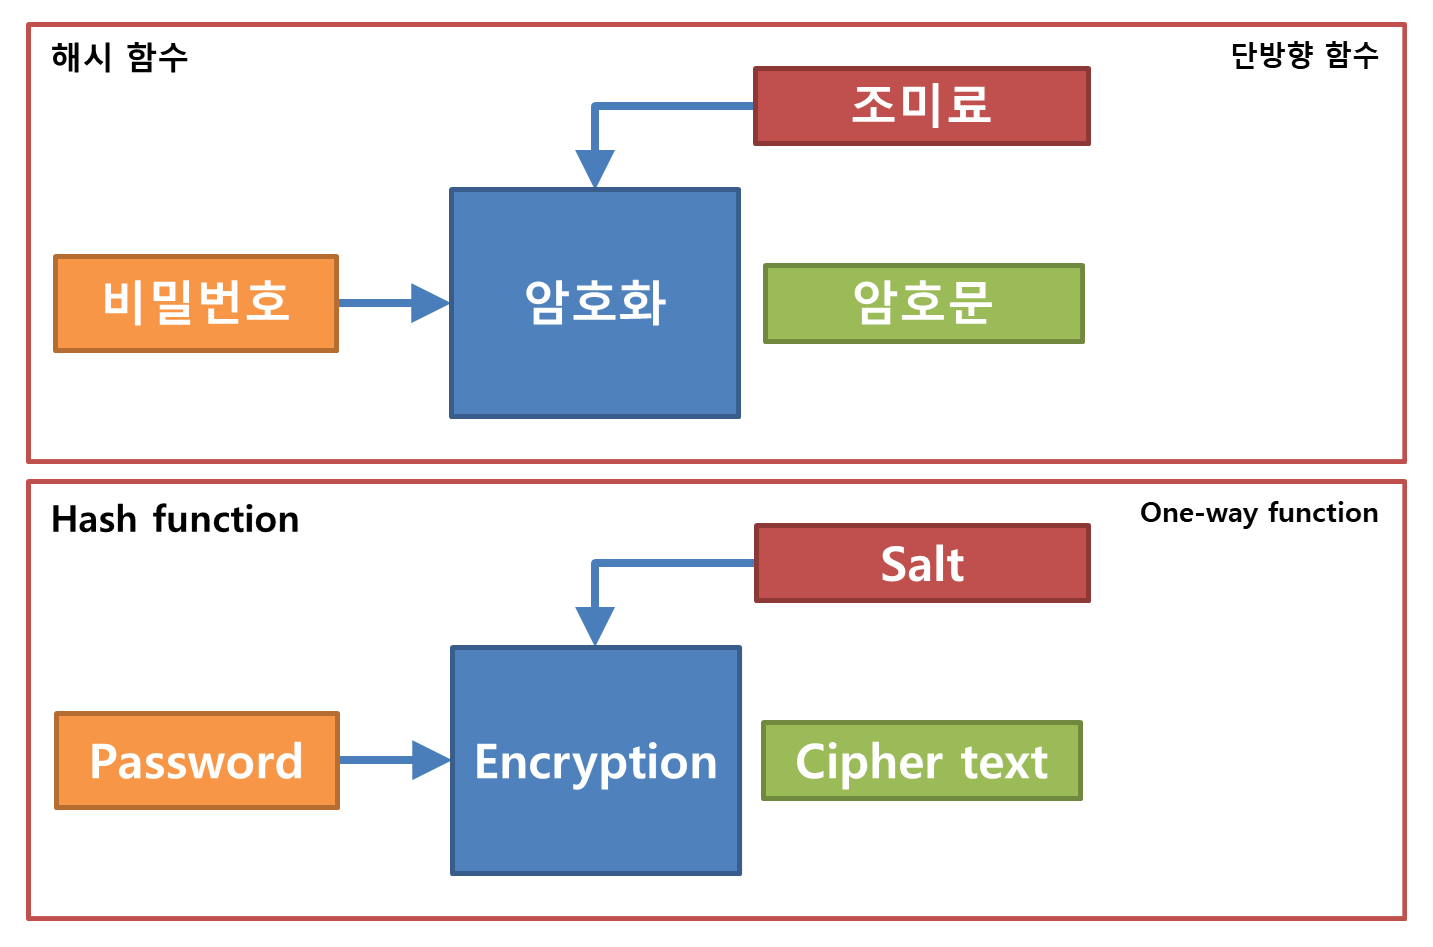 해시 함수
단방향 함수
조미료
비밀번호
암호화
암호문
Hash function
One-way function
Salt
Password
Encryption
Cipher text